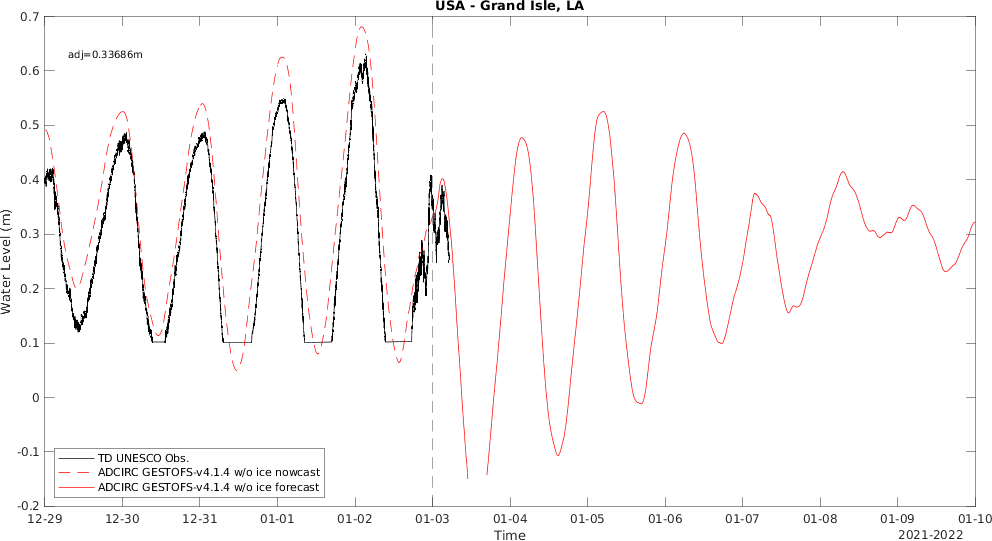 USA - Grand Isle, LA
adj=0.33686m
Water Level (m)
0.7
0.6
0.5
0.4
0.3
0.2
0.1
0
-0.1
-0.2
TD UNESCO Obs.
ADCIRC GESTOFS-v4.1.4 w/o ice nowcast
ADCIRC GESTOFS-v4.1.4 w/o ice forecast
12-29 12-30 12-31 01-01 01-02 01-03 01-04 01-05 01-06 01-07 01-08 01-09 01-10
Time
2021-2022